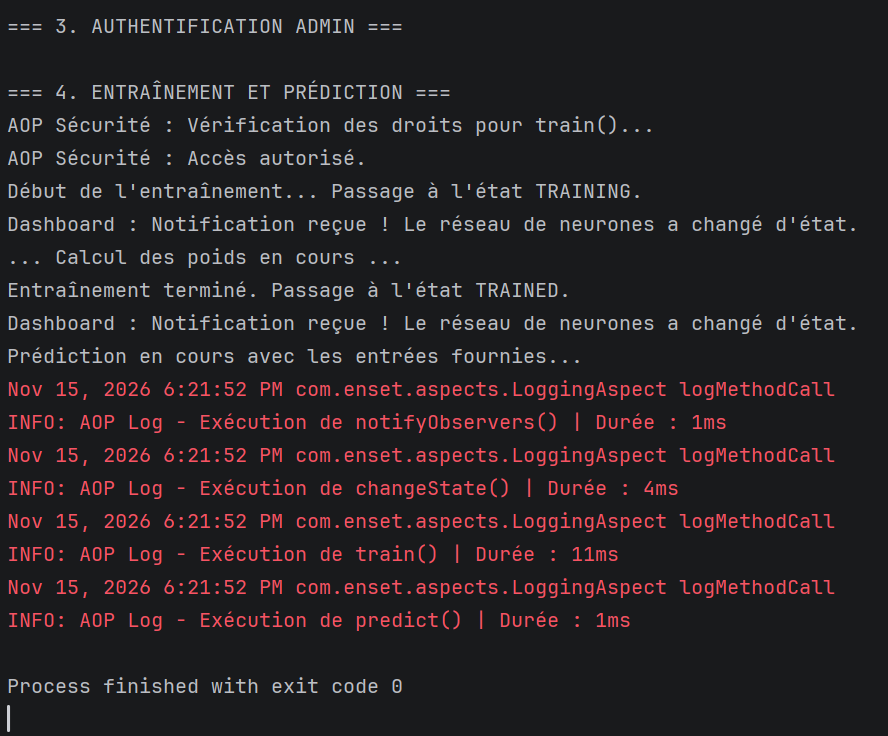 === 3. AUTHENTIFICATION ADMIN ===
=== 4. ENTRAÎNEMENT ET PRÉDICTION ===
AOP Sécurité : Vérification des droits pour train()...
AOP Sécurité : Accès autorisé.
Début de l'entraînement... Passage à l'état TRAINING.
Dashboard : Notification reçue ! Le réseau de neurones a changé d'état.
... Calcul des poids en cours ...
Entraînement terminé. Passage à l'état TRAINED.
Dashboard : Notification reçue ! Le réseau de neurones a changé d'état.
Prédiction en cours avec les entrées fournies...
Nov 15, 2026 6:21:52 PM com.enset.aspects.LoggingAspect logMethodCall
INFO: AOP Log - Exécution de notifyObservers() | Durée : 1ms
Nov 15, 2026 6:21:52 PM com.enset.aspects.LoggingAspect logMethodCall
INFO: AOP Log - Exécution de changeState() | Durée : 4ms
Nov 15, 2026 6:21:52 PM com.enset.aspects.LoggingAspect logMethodCall
INFO: AOP Log - Exécution de train() | Durée : 11ms
Nov 15, 2026 6:21:52 PM com.enset.aspects.LoggingAspect logMethodCall
INFO: AOP Log - Exécution de predict() | Durée : 1ms
Process finished with exit code 0